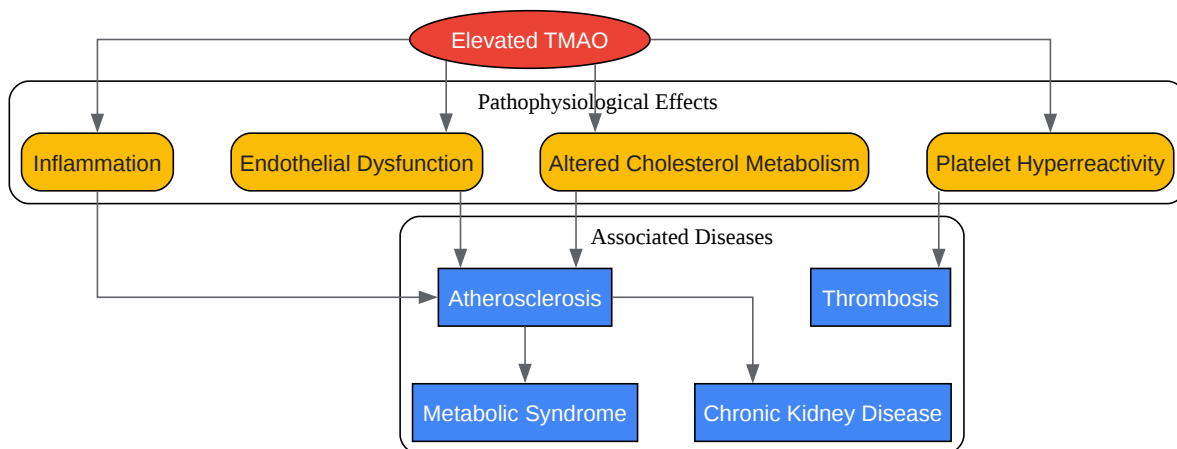 Elevated TMAO
Pathophysiological Effects
Inflammation
Endothelial Dysfunction
Altered Cholesterol Metabolism
Platelet Hyperreactivity
Associated Diseases
Atherosclerosis
Thrombosis
Metabolic Syndrome
Chronic Kidney Disease